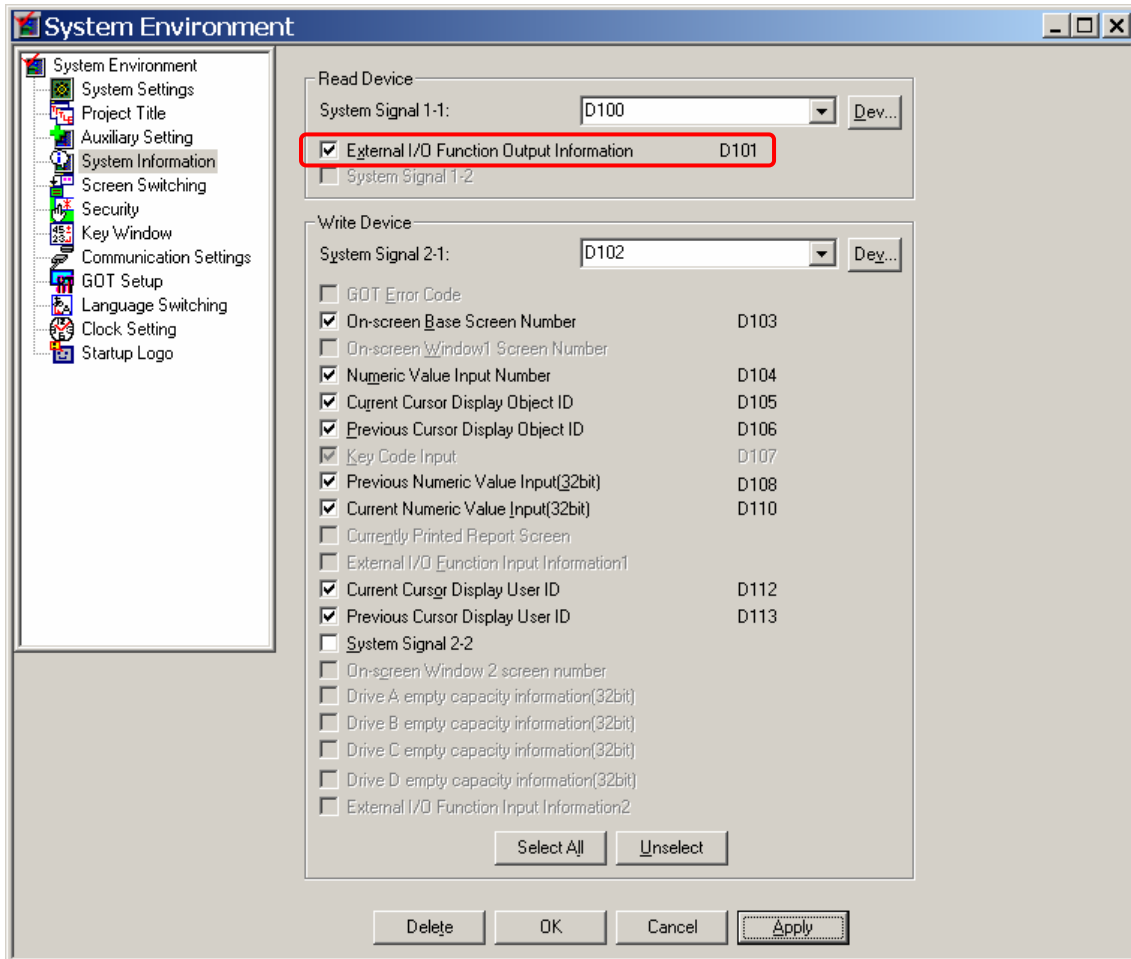 System Environment
System Environment
System Settings
Project Title
Auxiliary Setting
System Information
Screen Switching
Security
Key Window
Communication Settings
GOT Setup
Language Switching
Clock Setting
Startup Logo
Read Device
System Signal 1-1: D100 Dev...
External I/O Function Output Information D101
System Signal 1-2
Write Device
System Signal 2-1: D102 Dev...
GOT Error Code
On-screen Base Screen Number D103
On-screen Window1 Screen Number
Numeric Value Input Number D104
Current Cursor Display Object ID D105
Previous Cursor Display Object ID D106
Key Code Input D107
Previous Numeric Value Input(32bit) D108
Current Numeric Value Input(32bit) D110
Currently Printed Report Screen
External I/O Function Input Information1
Current Cursor Display User ID D112
Previous Cursor Display User ID D113
System Signal 2-2
On-screen Window 2 screen number
Drive A empty capacity information(32bit)
Drive B empty capacity information(32bit)
Drive C empty capacity information(32bit)
Drive D empty capacity information(32bit)
External I/O Function Input Information2
Select All Unselect
Delete OK Cancel Apply